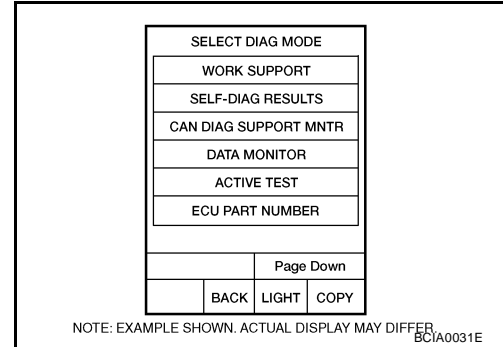 SELECT DIAG MODE
WORK SUPPORT
SELF-DIAG RESULTS
CAN DIAG SUPPORT MNTR
DATA MONITOR
ACTIVE TEST
ECU PART NUMBER
Page Down
BACK LIGHT COPY
NOTE: EXAMPLE SHOWN. ACTUAL DISPLAY MAY DIFFER.
BCIA0031E